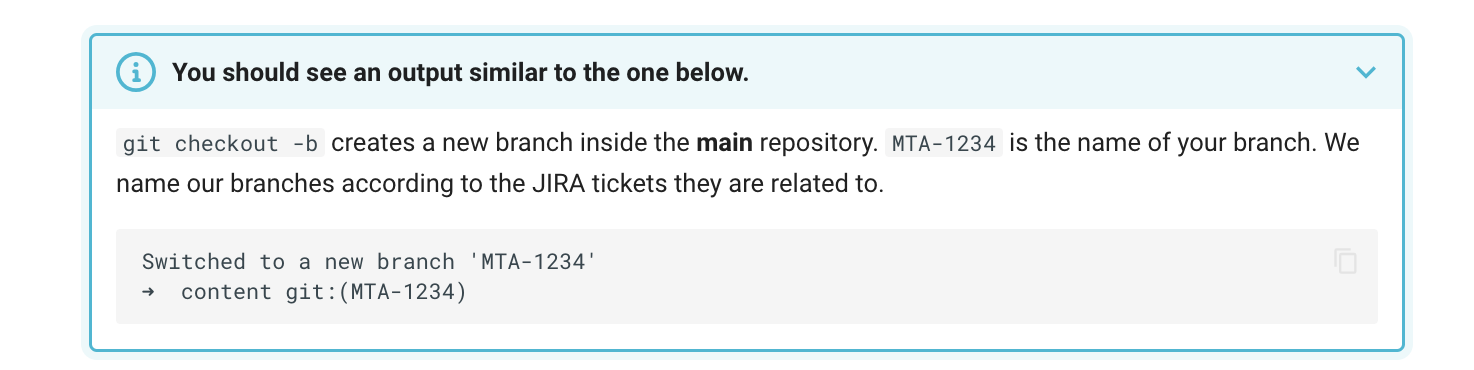 You should see an output similar to the one below.
git checkout -b creates a new branch inside the main repository. MTA-1234 is the name of your branch. We
name our branches according to the JIRA tickets they are related to.
Switched to a new branch 'MTA-1234'
➜  content git:(MTA-1234)